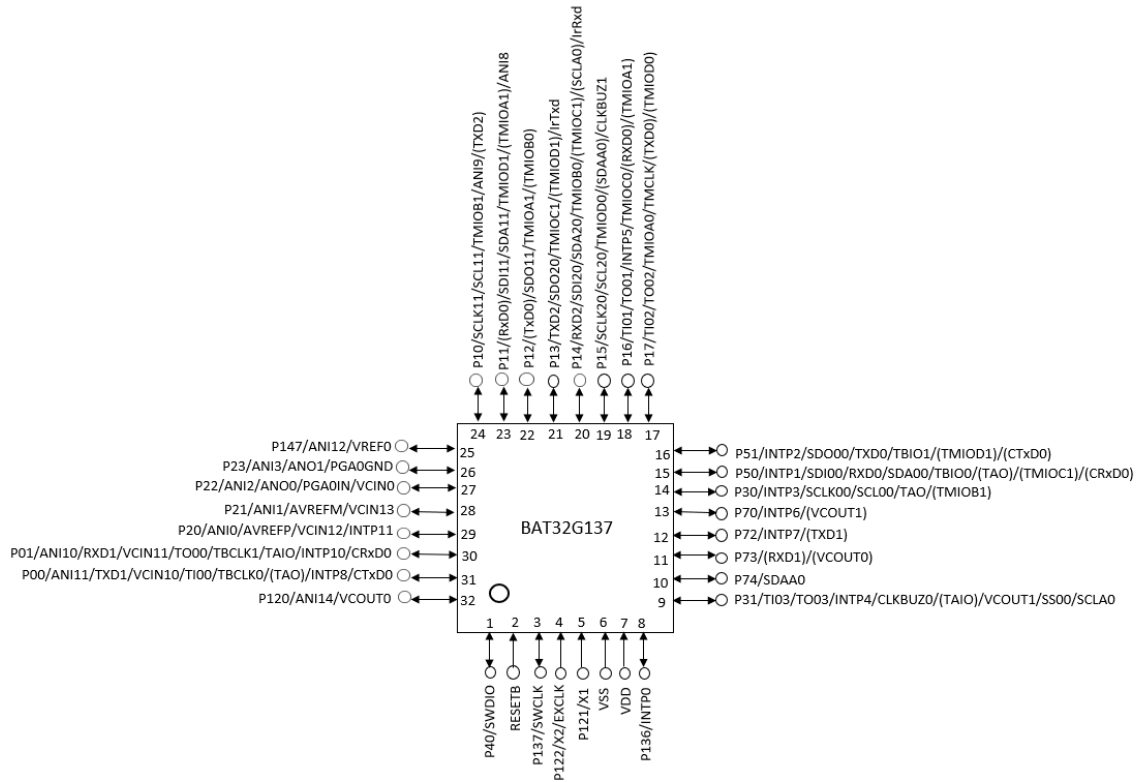 P10/SCLK11/SCL11/TMIOB1/ANI9/(TXD2)
P11/(RxD0)/SDI11/SDA11/TMIOD1/(TMIOA1)/ANI8
P12/(TxD0)/SDO11/TMIOA1/(TMIOB0)
P13/TXD2/SDO20/TMIOC1/(TMIOD1)/IrTxd
P14/RXD2/SDI20/SDA20/TMIOB0/(TMIOC1)/(SCLA0)/IrRxd
P15/SCLK20/SCL20/TMIOD0/(SDAA0)/CLKBUZ1
P16/TI01/TO01/INTP5/TMIOC0/(RXD0)/(TMIOA1)
P17/TI02/TO02/TMIOA0/TMCLK/(TXD0)/(TMIOD0)
24 23 22 21 20 19 18 17
P147/ANI12/VREF0 25
P23/ANI3/ANO1/PGA0GND 26
P22/ANI2/ANO0/PGA0IN/VCIN0 27
P21/ANI1/AVREFM/VCIN13 28
P20/ANI0/AVREFP/VCIN12/INTP11 29
P01/ANI10/RXD1/VCIN11/TO00/TBCLK1/TAIO/INTP10/CRxD0 30
P00/ANI11/TXD1/VCIN10/TI00/TBCLK0/(TAO)/INTP8/CTxD0 31
P120/ANI14/VCOUT0 32
BAT32G137
16 P51/INTP2/SDO00/TXD0/TBIO1/(TMIOD1)/(CTxD0)
15 P50/INTP1/SDI00/RXD0/SDA00/TBIO0/(TAO)/(TMIOC1)/(CRxD0)
14 P30/INTP3/SCLK00/SCL00/TAO/(TMIOB1)
13 P70/INTP6/(VCOUT1)
12 P72/INTP7/(TXD1)
11 P73/(RXD1)/(VCOUT0)
10 P74/SDAA0
9 P31/TI03/TO03/INTP4/CLKBUZ0/(TAIO)/VCOUT1/SS00/SCLA0
1 2 3 4 5 6 7 8
P40/SWDIO
RESETB
P137/SWCLK
P122/X2/EXCLK
P121/X1
VSS
VDD
P136/INTP0